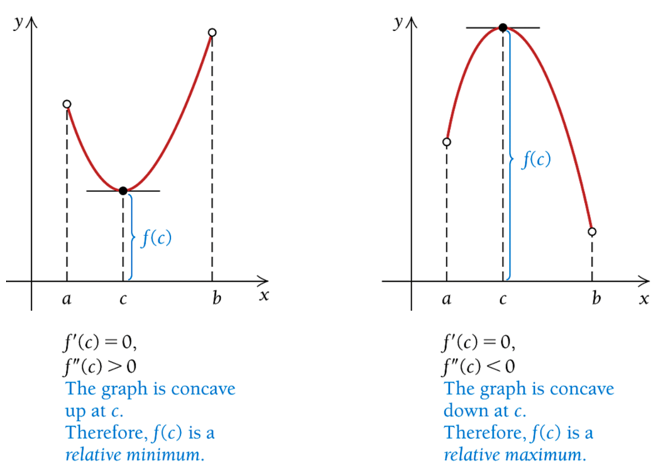 y
f(c)
a
c
b
x
f′(c) = 0,
f″(c) > 0
The graph is concave
up at c.
Therefore, f(c) is a
relative minimum.
y
f(c)
a
c
b
x
f′(c) = 0,
f″(c) < 0
The graph is concave
down at c.
Therefore, f(c) is a
relative maximum.